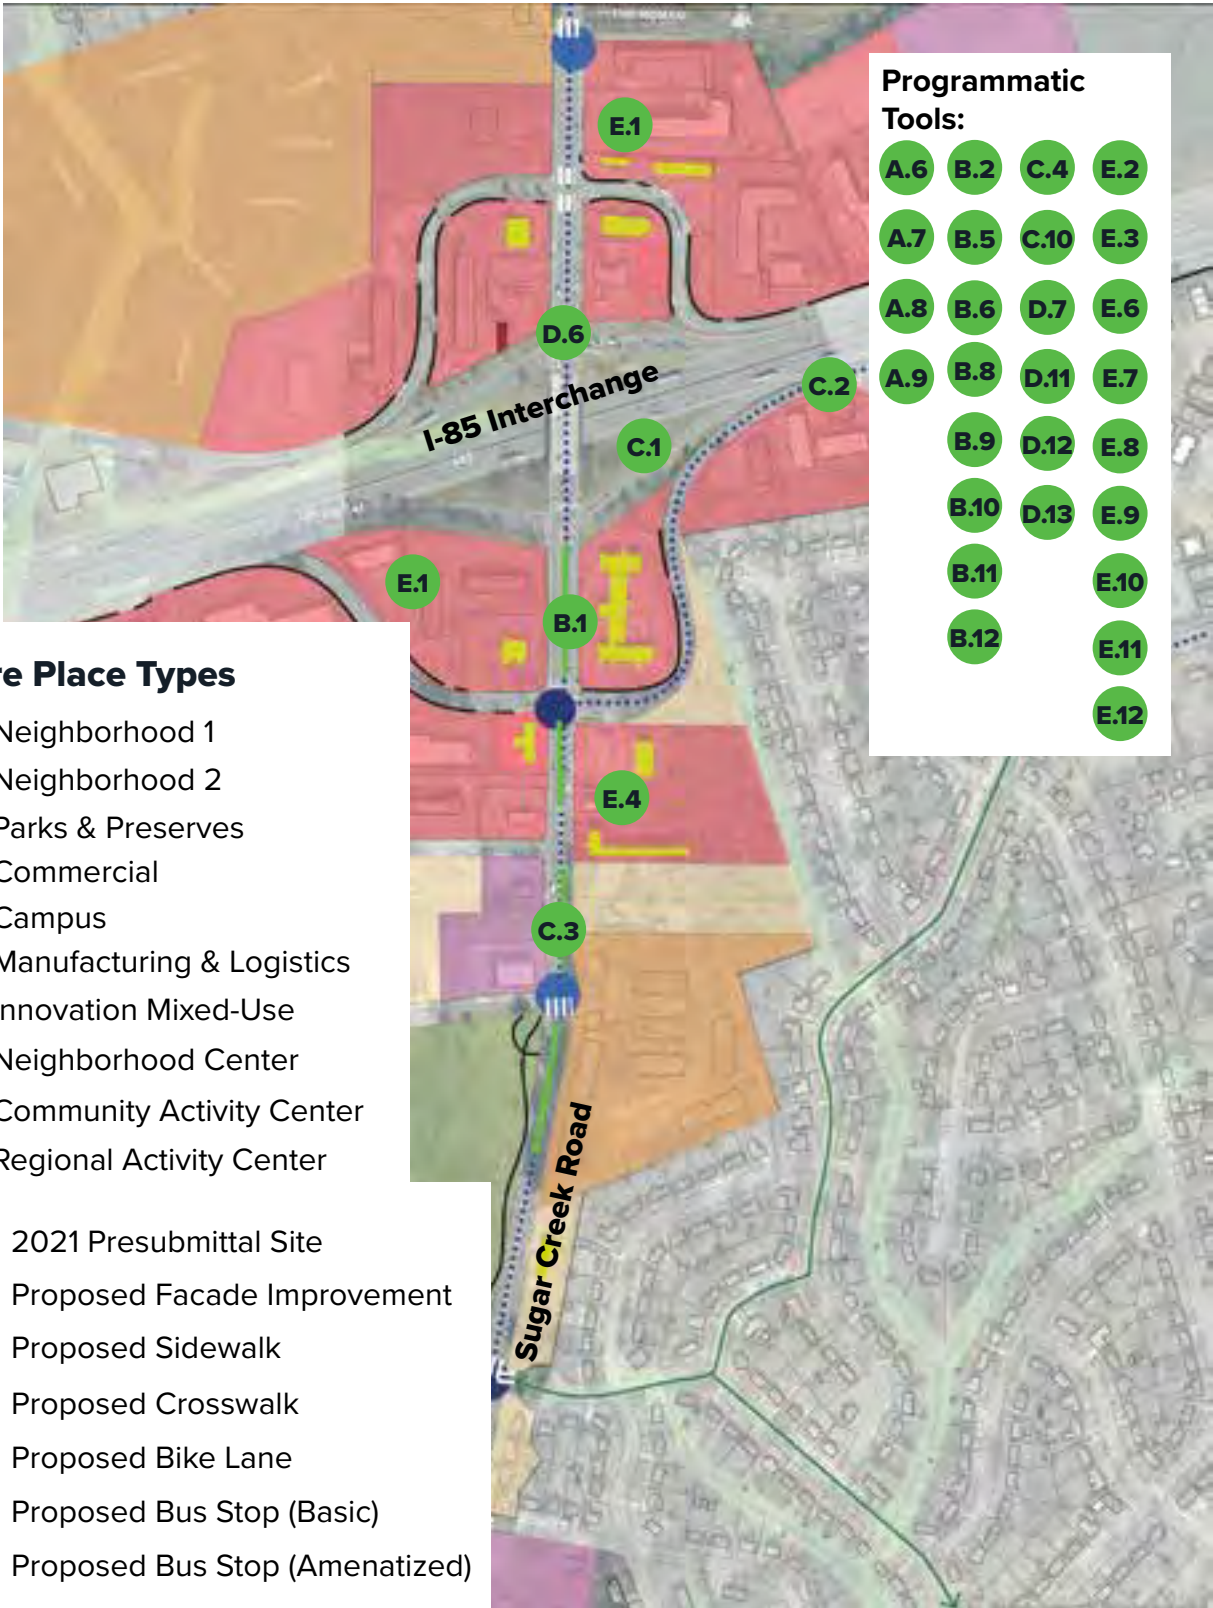 Programmatic
Tools:
A.6 B.2 C.4 E.2
A.7 B.5 C.10 E.3
A.8 B.6 D.7 E.6
A.9 B.8 D.11 E.7
B.9 D.12 E.8
B.10 D.13 E.9
B.11 E.10
B.12 E.11
E.12
E.1
D.6
I-85 Interchange
C.2
C.1
E.1
B.1
E.4
C.3
Sugar Creek Road
re Place Types
Neighborhood 1
Neighborhood 2
Parks & Preserves
Commercial
Campus
Manufacturing & Logistics
nnovation Mixed-Use
Neighborhood Center
Community Activity Center
Regional Activity Center
2021 Presubmittal Site
Proposed Facade Improvement
Proposed Sidewalk
Proposed Crosswalk
Proposed Bike Lane
Proposed Bus Stop (Basic)
Proposed Bus Stop (Amenatized)